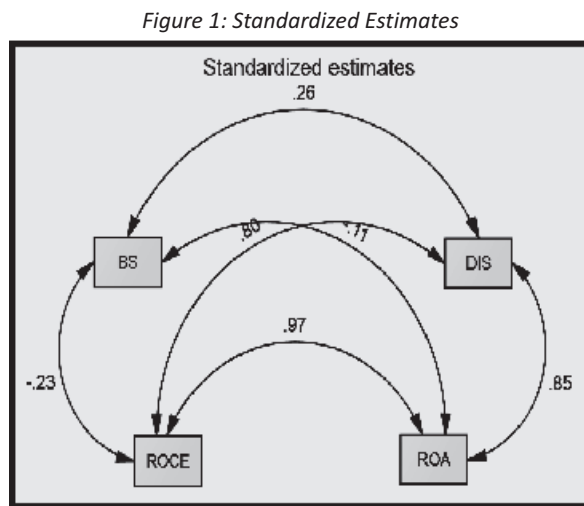 Figure 1: Standardized Estimates
Standardized estimates
.26
.80
-.11
BS
DIS
.97
-.23
.85
ROCE
ROA